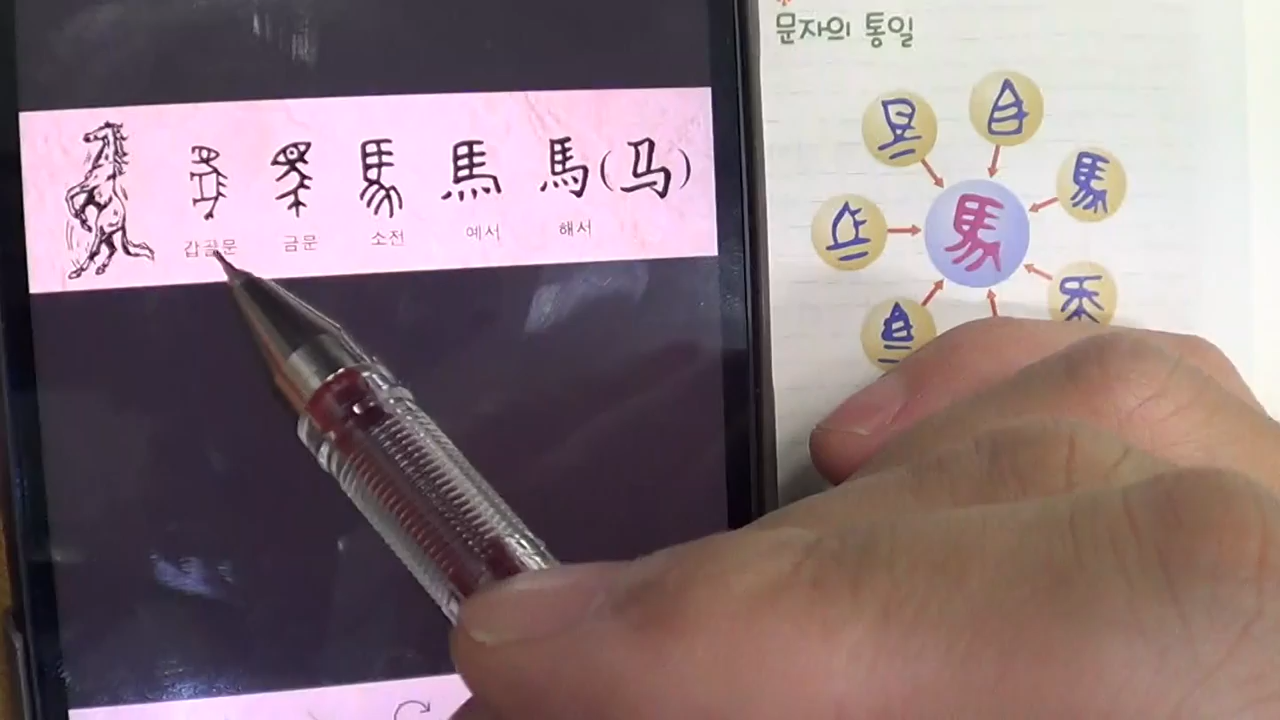 馬 馬 馬(马)
갑골문 금문 소전 예서 해서
문자의 통일
馬